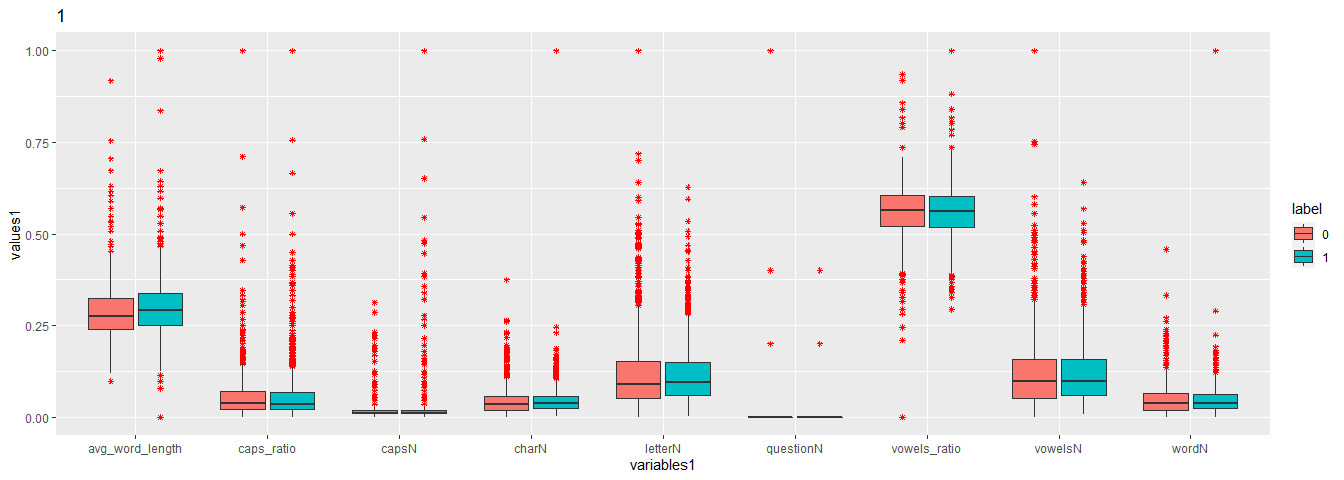 1
values1
1.00
0.75
0.50
0.25
0.00
avg_word_length caps_ratio capsN charN letterN questionN vowels_ratio vowelsN wordN
variables1
label
0
1